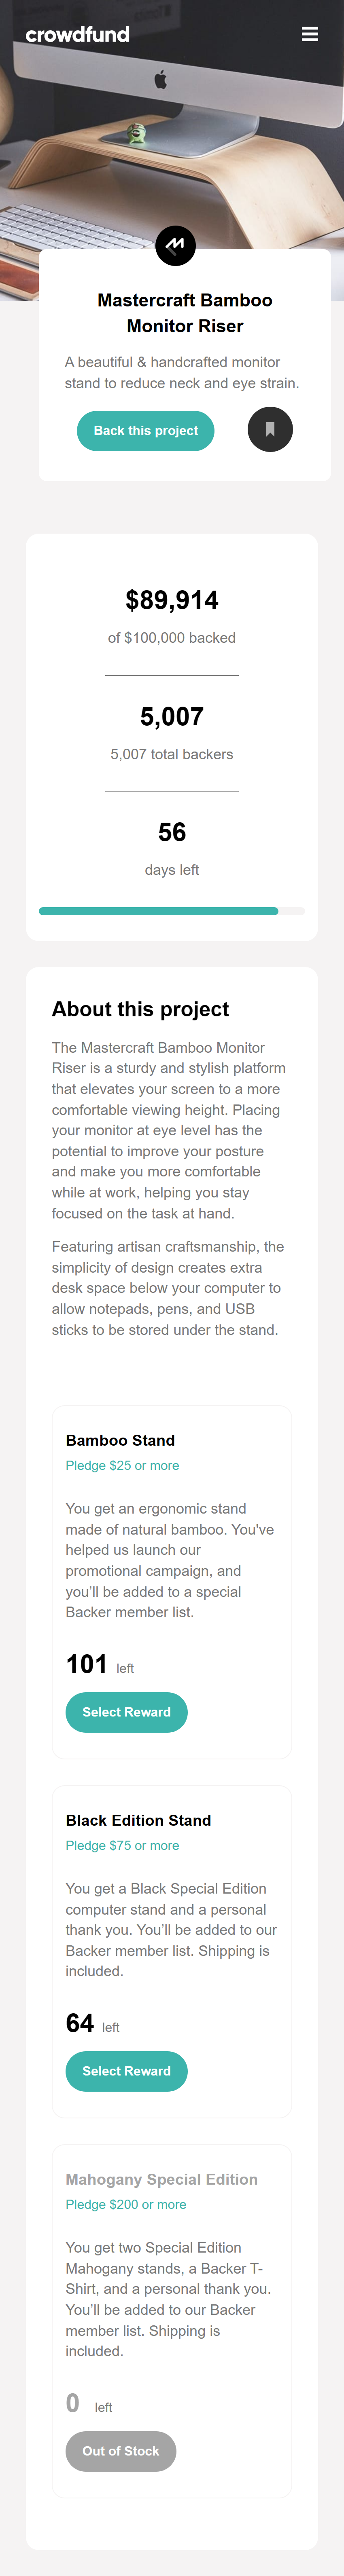 crowdfund
Mastercraft Bamboo
Monitor Riser
A beautiful & handcrafted monitor
stand to reduce neck and eye strain.
Back this project
$89,914
of $100,000 backed
5,007
5,007 total backers
56
days left
About this project
The Mastercraft Bamboo Monitor
Riser is a sturdy and stylish platform
that elevates your screen to a more
comfortable viewing height. Placing
your monitor at eye level has the
potential to improve your posture
and make you more comfortable
while at work, helping you stay
focused on the task at hand.
Featuring artisan craftsmanship, the
simplicity of design creates extra
desk space below your computer to
allow notepads, pens, and USB
sticks to be stored under the stand.
Bamboo Stand
Pledge $25 or more
You get an ergonomic stand
made of natural bamboo. You've
helped us launch our
promotional campaign, and
you’ll be added to a special
Backer member list.
101 left
Select Reward
Black Edition Stand
Pledge $75 or more
You get a Black Special Edition
computer stand and a personal
thank you. You’ll be added to our
Backer member list. Shipping is
included.
64 left
Select Reward
Mahogany Special Edition
Pledge $200 or more
You get two Special Edition
Mahogany stands, a Backer T-
Shirt, and a personal thank you.
You’ll be added to our Backer
member list. Shipping is
included.
0 left
Out of Stock